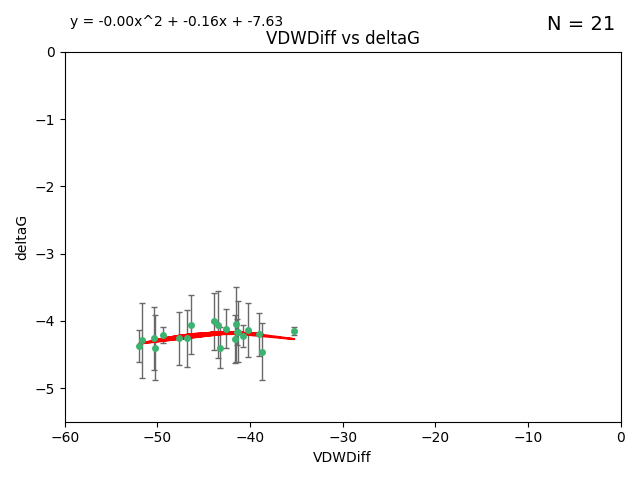 y = -0.00x^2 + -0.16x + -7.63
N = 21
VDWDiff vs deltaG
0
−1
−2
−3
−4
−5
deltaG
−60
−50
−40
−30
−20
−10
0
VDWDiff